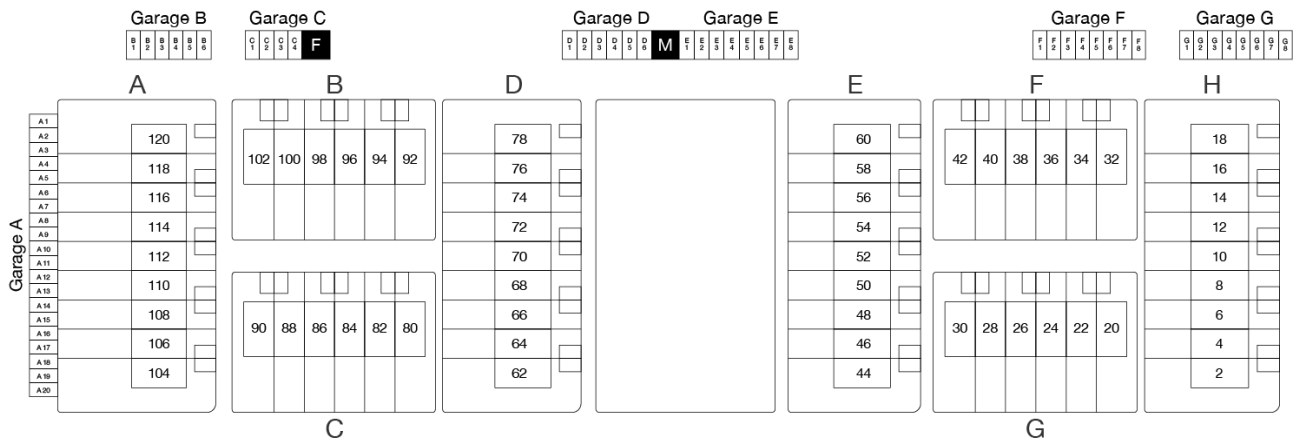 Garage B
Garage C
Garage D
Garage E
Garage F
Garage G
B1 B2 B3 B4 B5 B6
C1 C2 C3 C4 F
D1 D2 D3 D4 D5 D6 M E1 E2 E3 E4 E5 E6 E7 E8
F1 F2 F3 F4 F5 F6 F7 F8
G1 G2 G3 G4 G5 G6 G7 G8
A
B
D
E
F
H
Garage A
A1
A2
A3
A4
A5
A6
A7
A8
A9
A10
A11
A12
A13
A14
A15
A16
A17
A18
A19
A20
120
118
116
114
112
110
108
106
104
102 100 98 96 94 92
90 88 86 84 82 80
78
76
74
72
70
68
66
64
62
60
58
56
54
52
50
48
46
44
42 40 38 36 34 32
30 28 26 24 22 20
18
16
14
12
10
8
6
4
2
C
G